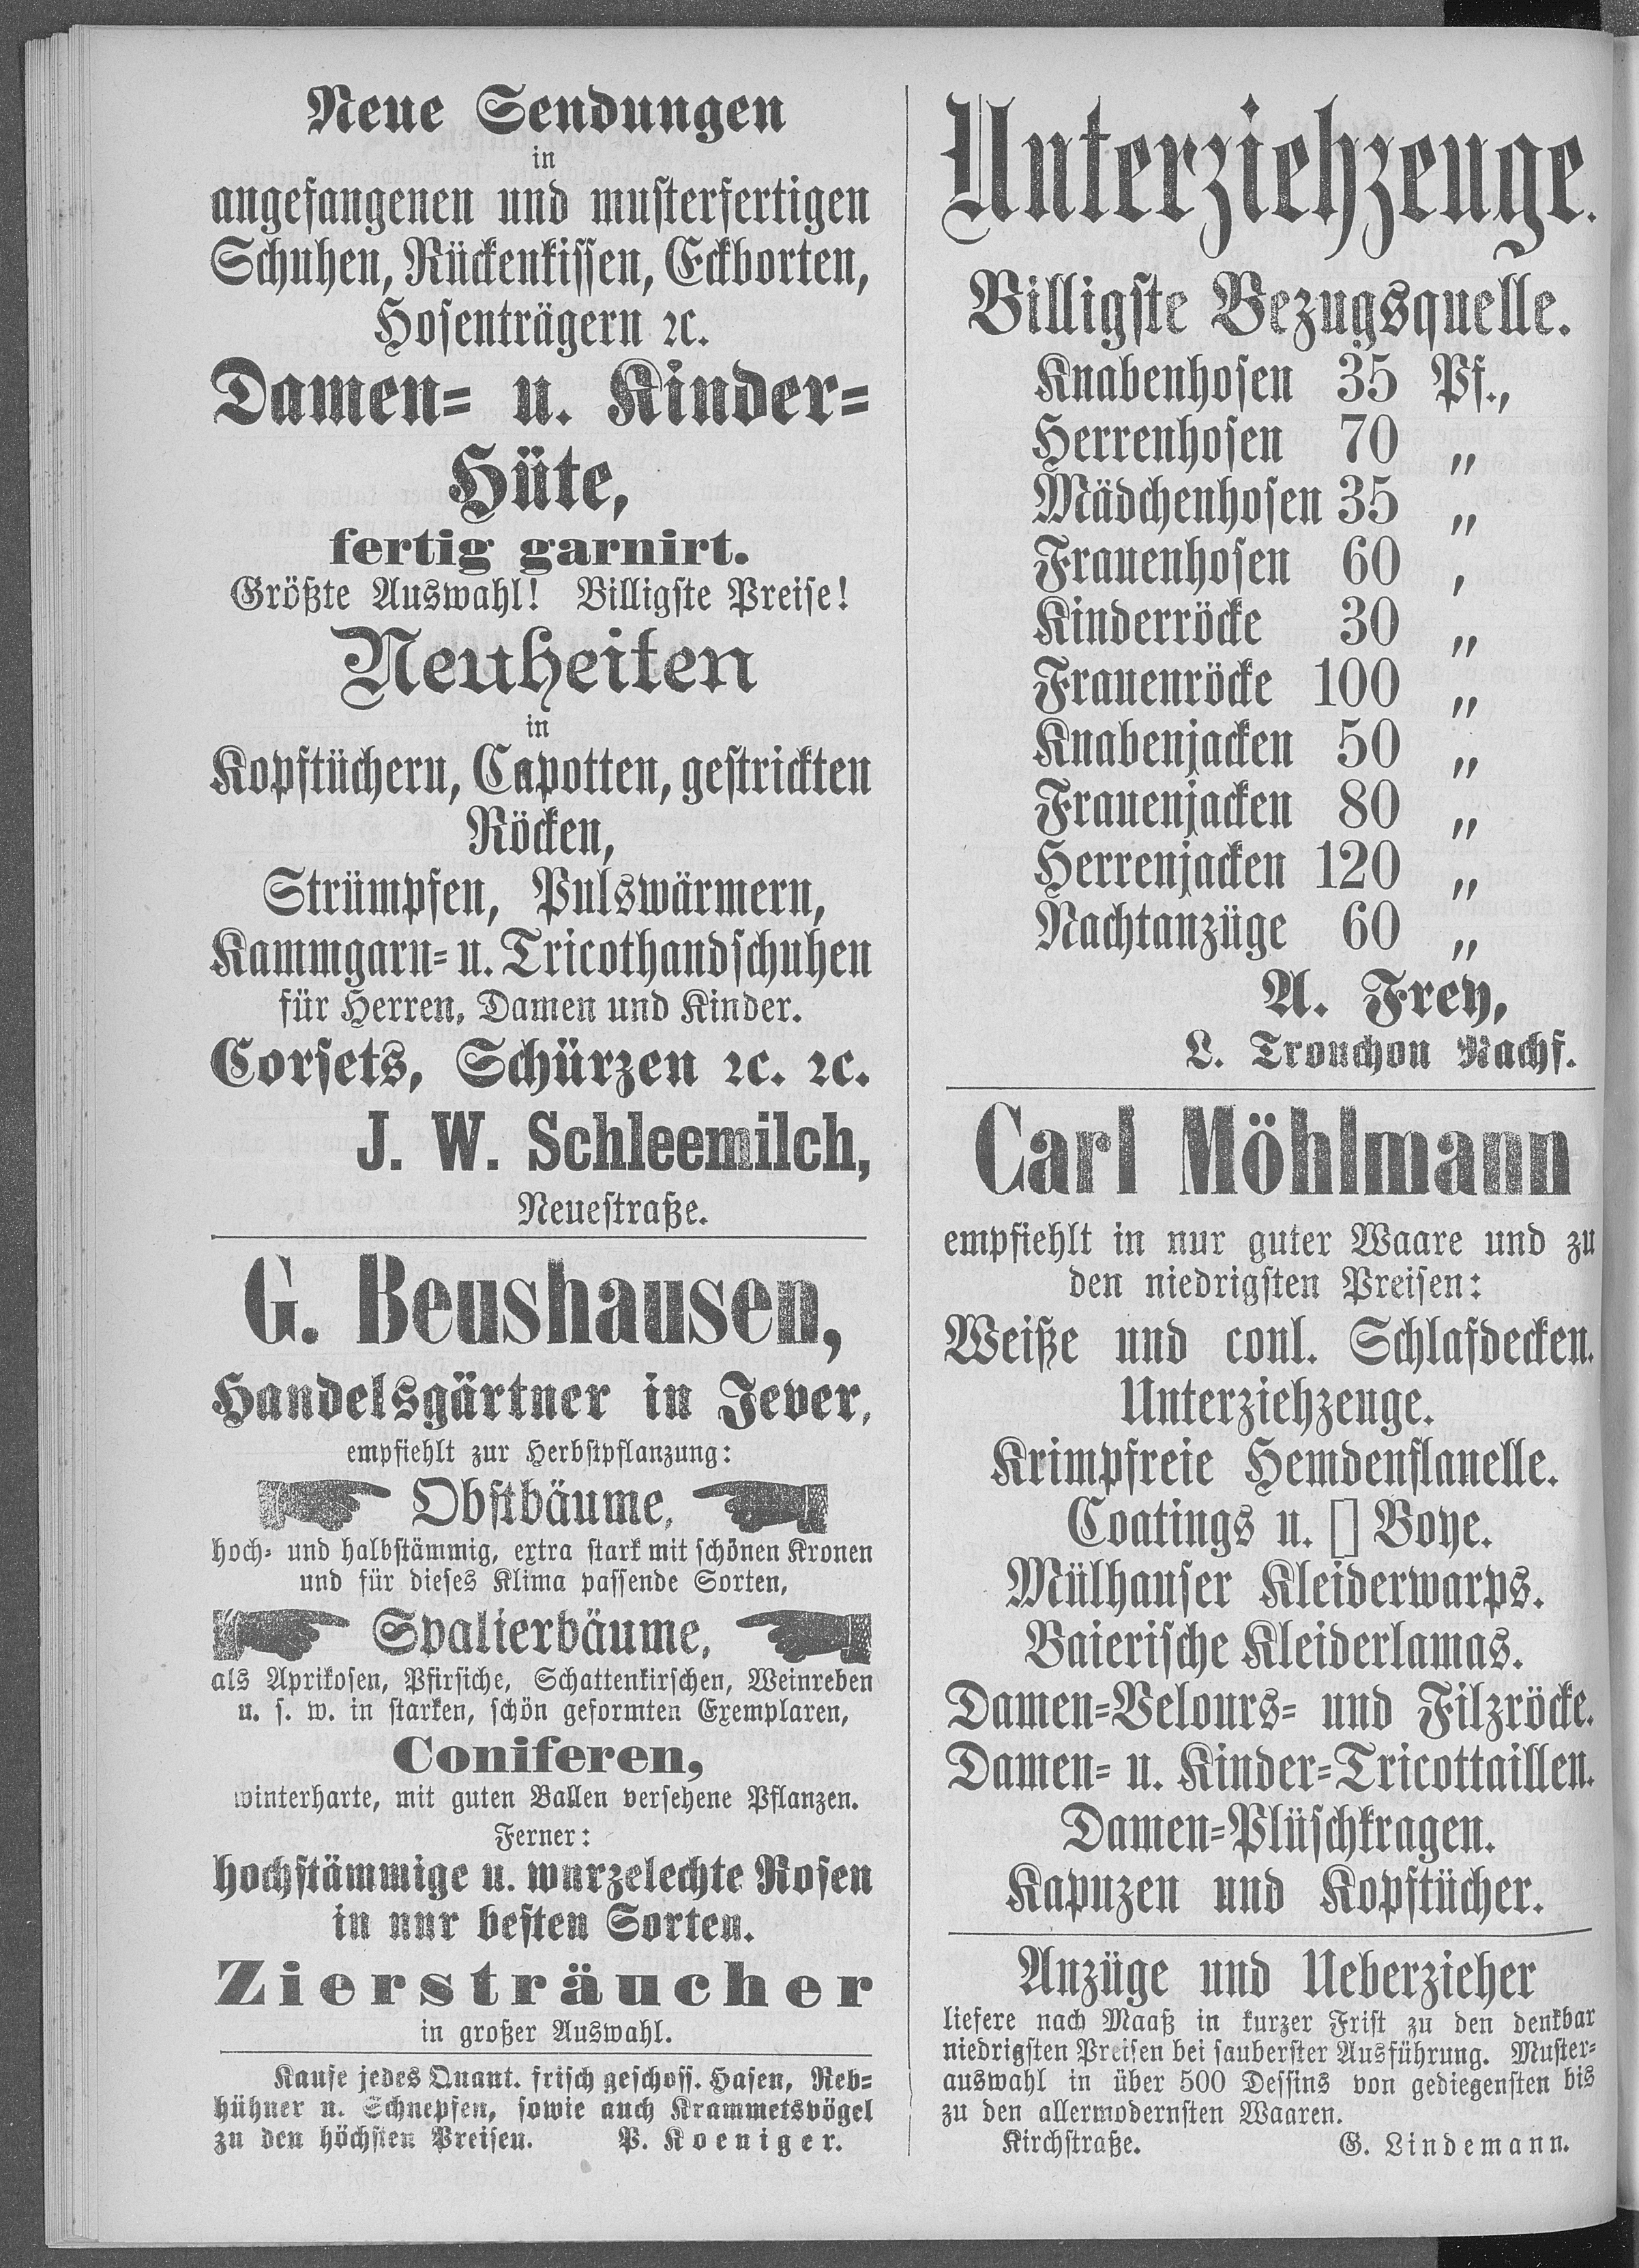 Neue Sendungen
in
angefangenen und musterfertigen
Schuhen, Rückenkissen, Eckborten,
Hosenträgern ꝛc.
Damen= u. Kinder=
Hüte,
fertig garnirt.
Größte Auswahl! Billigste Preise!
Neuheiten
in
Kopftüchern, Capotten, gestrickten
Röcken,
Strümpfen, Pulswärmern,
Kammgarn= u. Tricothandschuhen
für Herren, Damen und Kinder.
Corsets, Schürzen ꝛc. ꝛc.
J. W. Schleemilch,
Neuestraße.
G. Beushausen,
Handelsgärtner in Jever,
empfiehlt zur Herbstpflanzung:
Obstbäume,
hoch= und halbstämmig, extra stark mit schönen Kronen
und für dieses Klima passende Sorten,
Spalierbäume,
als Aprikosen, Pfirsiche, Schattenkirschen, Weinreben
u. s. w. in starken, schön geformten Exemplaren,
Coniferen,
winterharte, mit guten Ballen versehene Pflanzen.
Ferner:
hochstämmige u. wurzelechte Rosen
in nur besten Sorten.
Ziersträucher
in großer Auswahl.
Kaufe jedes Quant. frisch geschoss. Hasen, Reb=
hühner u. Schnepfen, sowie auch Krammetsvögel
zu den höchsten Preisen. P. Koeniger.
Unterziehzeuge.
Billigste Bezugsquelle.
Knabenhosen 35 Pf.,
Herrenhosen 70 „
Mädchenhosen 35 „
Frauenhosen 60 ,
Kinderröcke 30 „
Frauenröcke 100 „
Knabenjacken 50 „
Frauenjacken 80 „
Herrenjacken 120 „
Nachtanzüge 60 „
A. Frey,
L. Trouchon Nachf.
Carl Möhlmann
empfiehlt in nur guter Waare und zu
den niedrigsten Preisen:
Weiße und coul. Schlafdecken.
Unterziehzeuge.
Krimpfreie Hemdenflanelle.
Coatings u. [] Boye.
Mülhauser Kleiderwarps.
Baierische Kleiderlamas.
Damen=Velours= und Filzröcke.
Damen= u. Kinder=Tricottaillen.
Damen=Plüschkragen.
Kapuzen und Kopftücher.
Anzüge und Ueberzieher
liefere nach Maaß in kurzer Frist zu den denkbar
niedrigsten Preisen bei sauberster Ausführung. Muster=
auswahl in über 500 Dessins von gediegensten bis
zu den allermodernsten Waaren.
Kirchstraße. G. Lindemann.